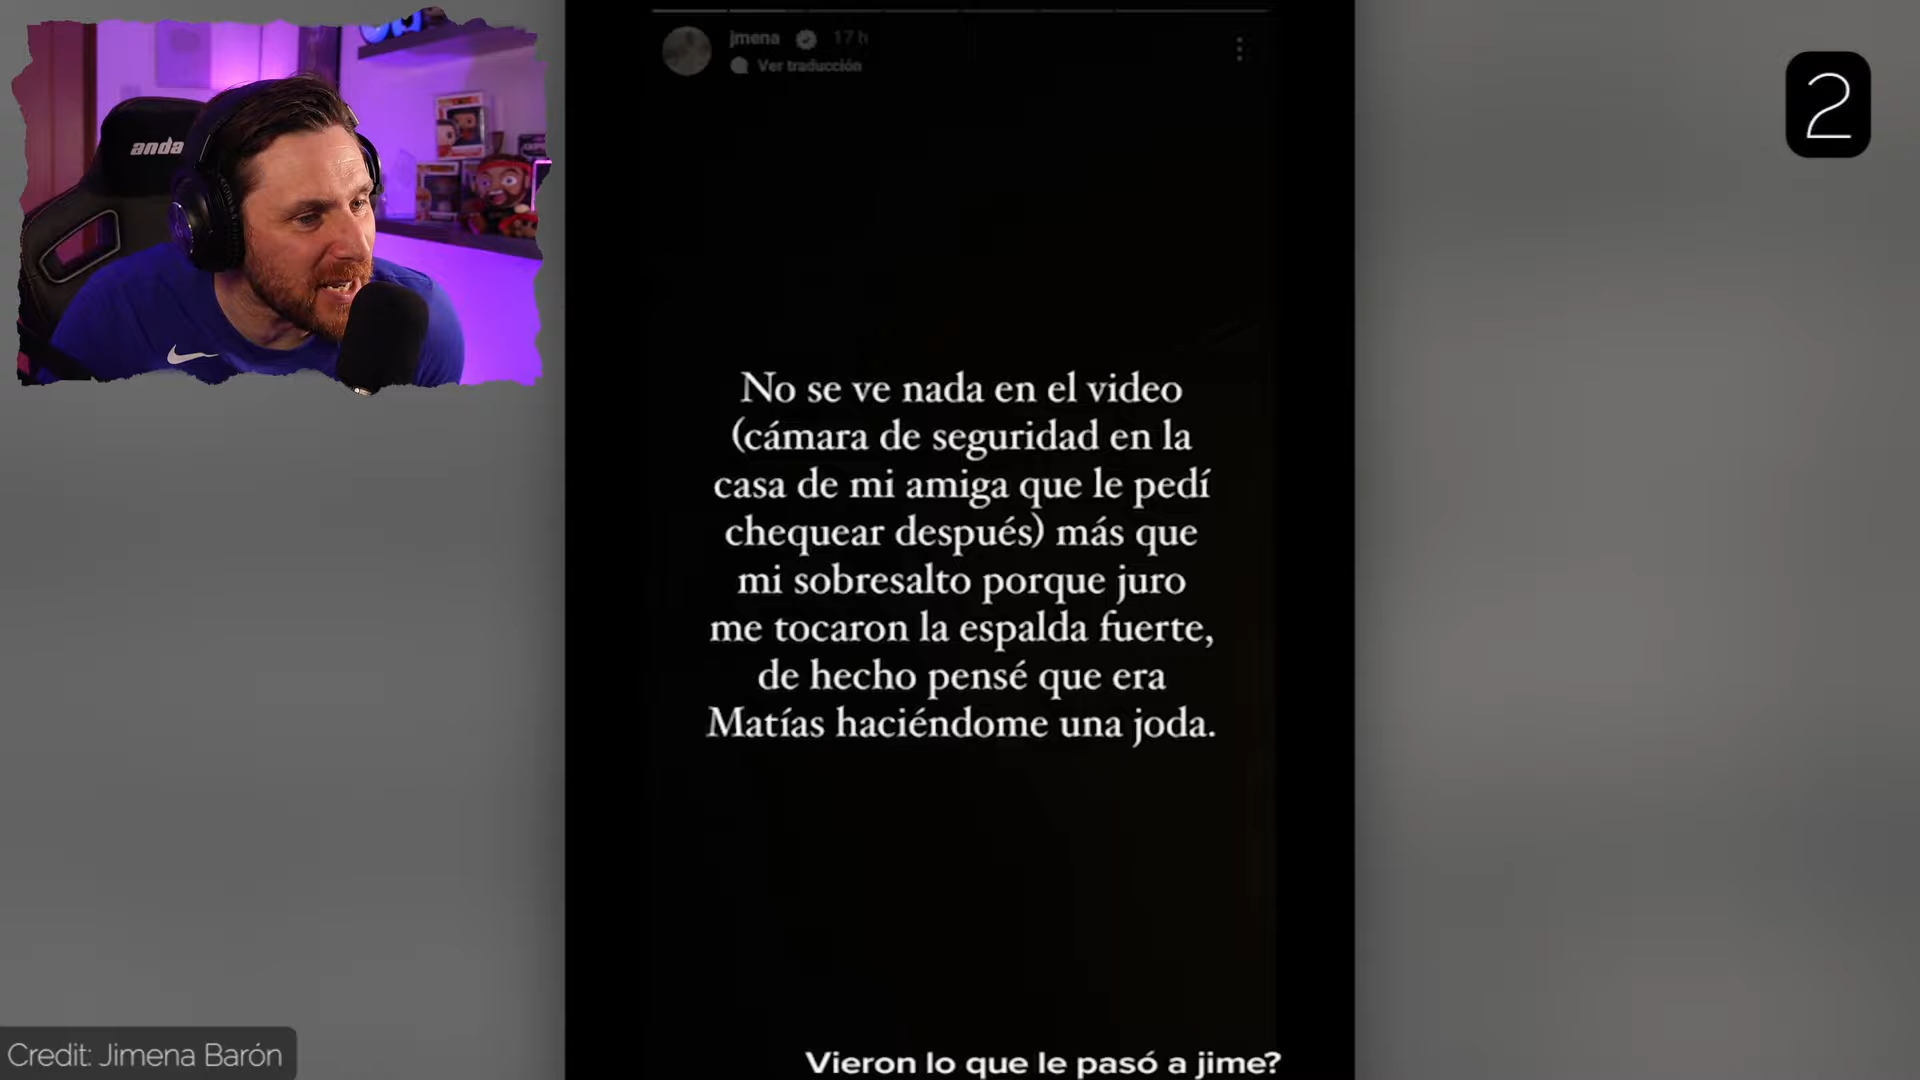 jmena 17 h
Ver traducción
2
anda
No se ve nada en el video
(cámara de seguridad en la
casa de mi amiga que le pedí
chequear después) más que
mi sobresalto porque juro
me tocaron la espalda fuerte,
de hecho pensé que era
Matías haciéndome una joda.
Credit: Jimena Barón
Vieron lo que le pasó a jime?